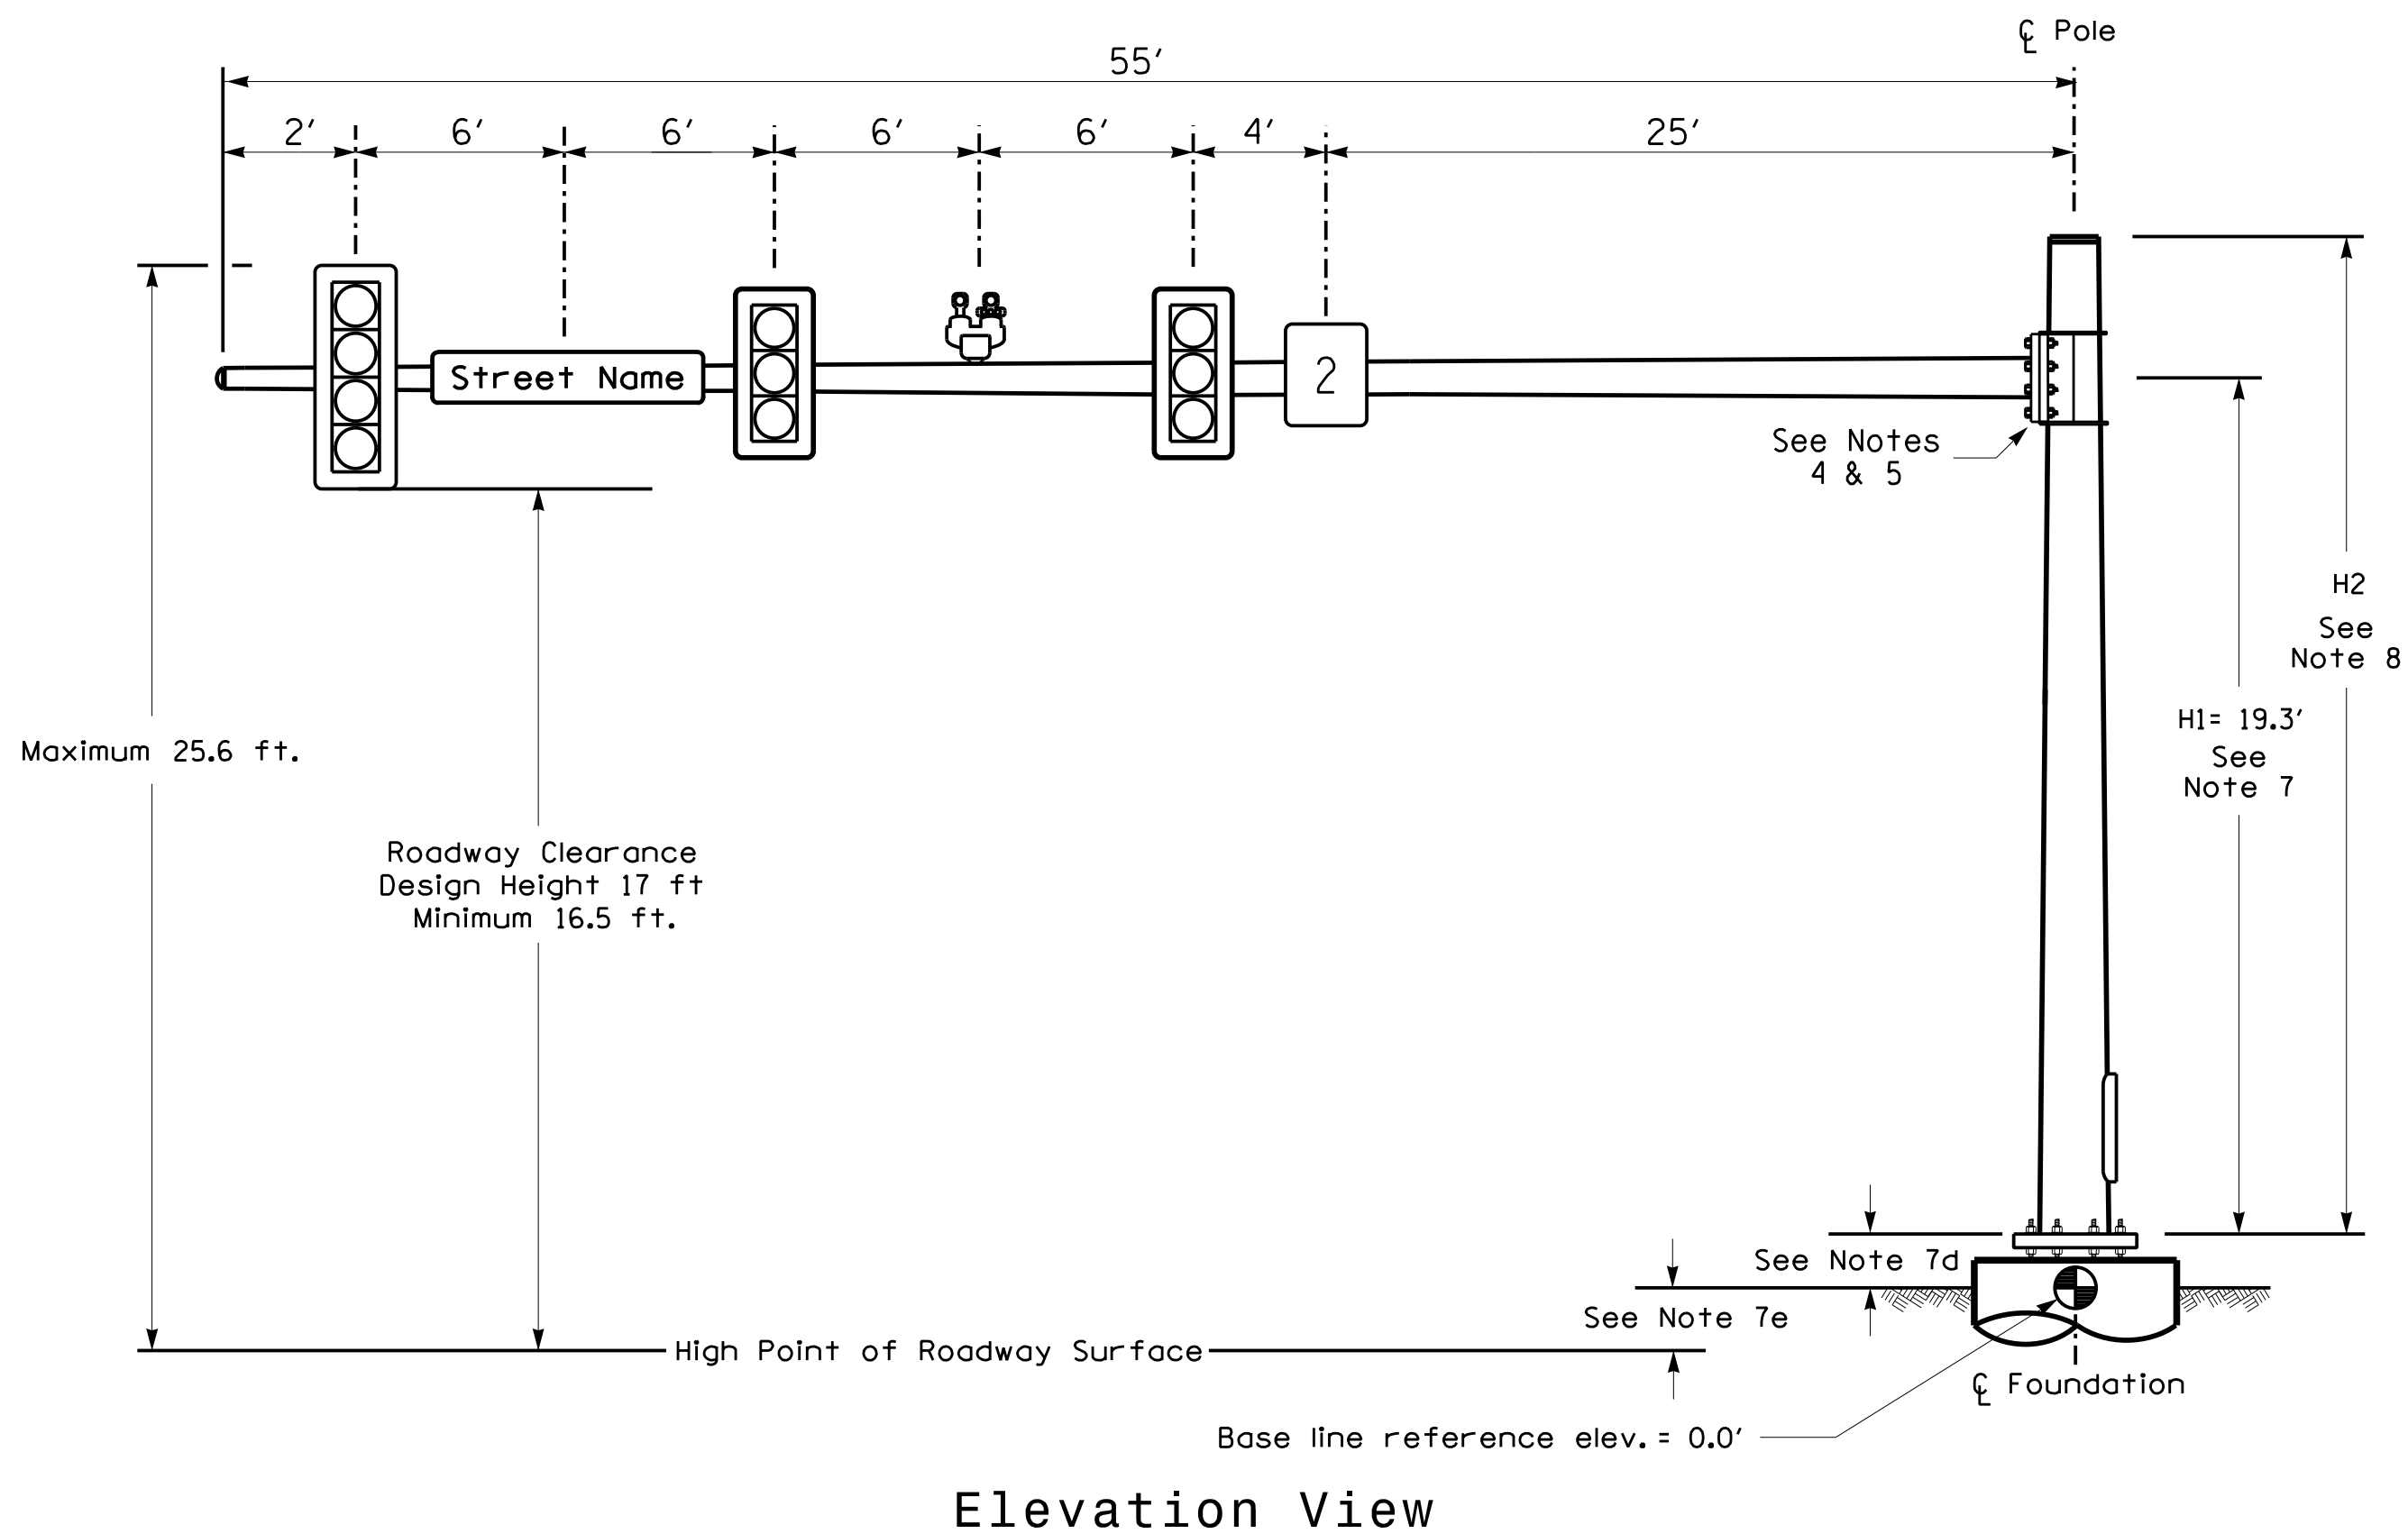 ℄ Pole
55′
2′ 6′ 6′ 6′ 6′ 4′ 25′
Street Name
2
See Notes
4 & 5
H2
See
Note 8
H1= 19.3′
See
Note 7
Maximum 25.6 ft.
Roadway Clearance
Design Height 17 ft
Minimum 16.5 ft.
See Note 7d
See Note 7e
High Point of Roadway Surface
℄ Foundation
Base line reference elev. = 0.0′
Elevation View